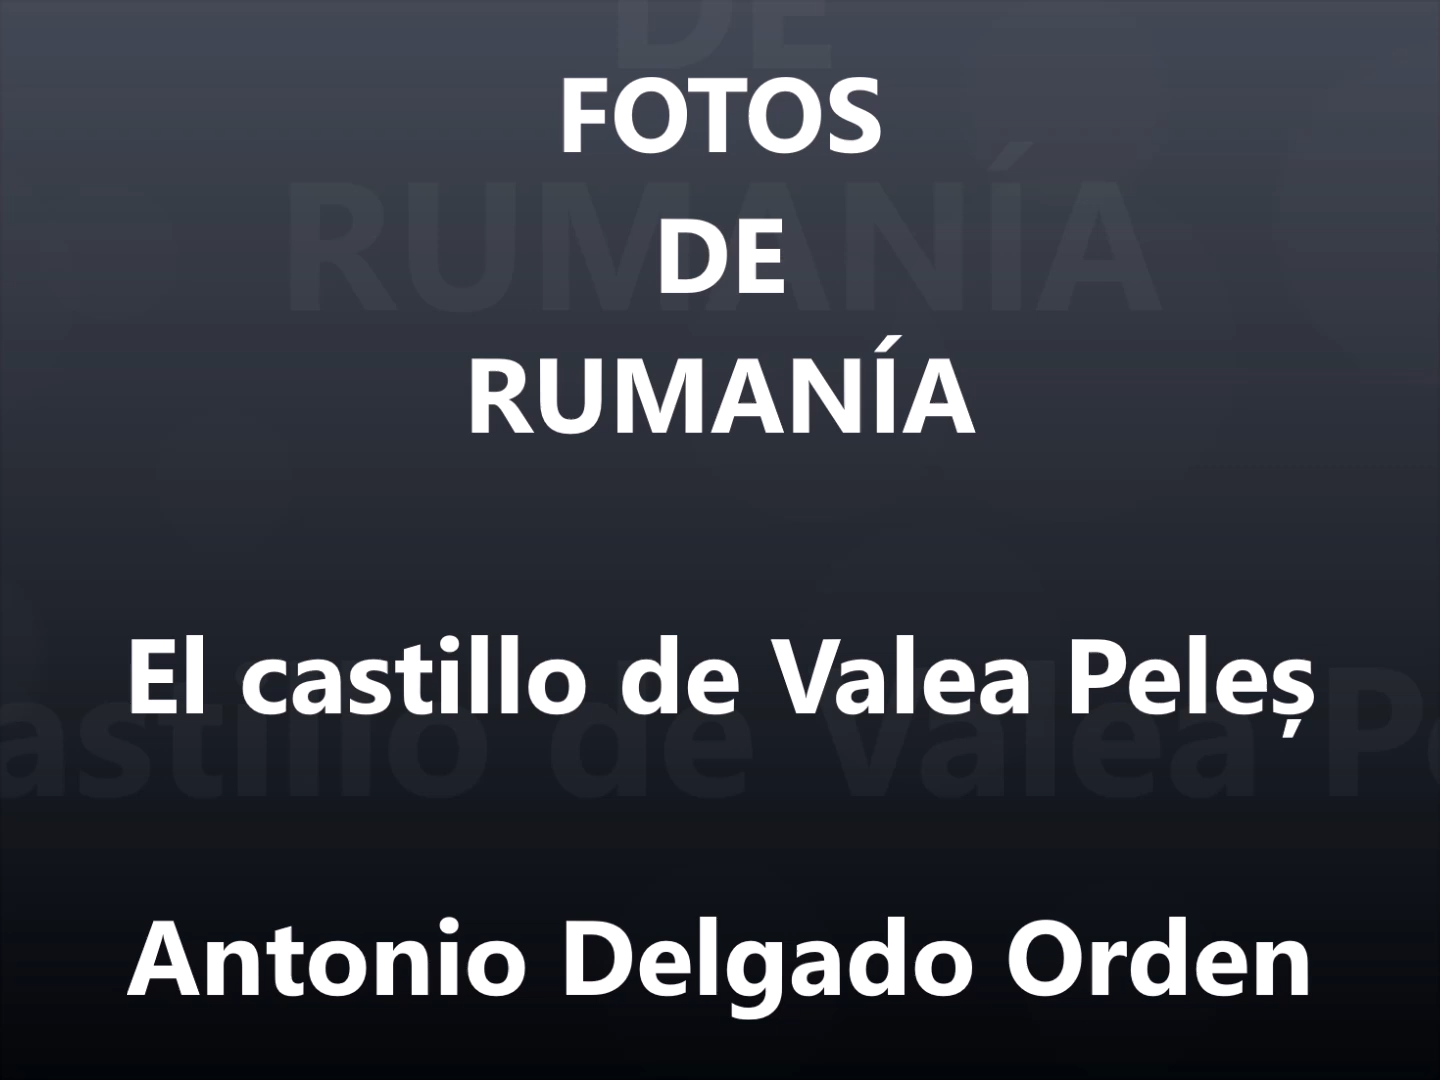 FOTOS
DE
RUMANÍA
El castillo de Valea Peleș
Antonio Delgado Orden